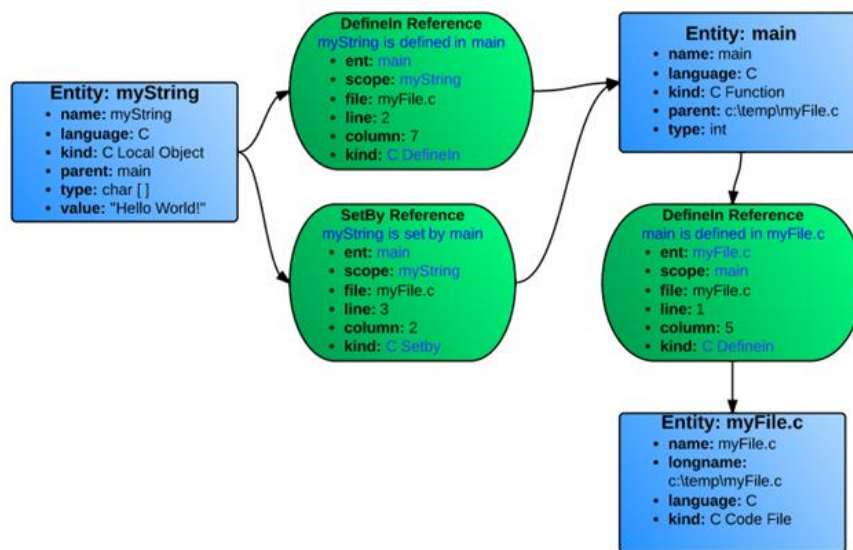 Entity: myString
• name: myString
• language: C
• kind: C Local Object
• parent: main
• type: char [ ]
• value: "Hello World!"
DefineIn Reference
myString is defined in main
• ent: main
• scope: myString
• file: myFile.c
• line: 2
• column: 7
• kind: C DefineIn
SetBy Reference
myString is set by main
• ent: main
• scope: myString
• file: myFile.c
• line: 3
• column: 2
• kind: C Setby
Entity: main
• name: main
• language: C
• kind: C Function
• parent: c:\temp\myFile.c
• type: int
DefineIn Reference
main is defined in myFile.c
• ent: myFile.c
• scope: main
• file: myFile.c
• line: 1
• column: 5
• kind: C Definein
Entity: myFile.c
• name: myFile.c
• longname:
c:\temp\myFile.c
• language: C
• kind: C Code File